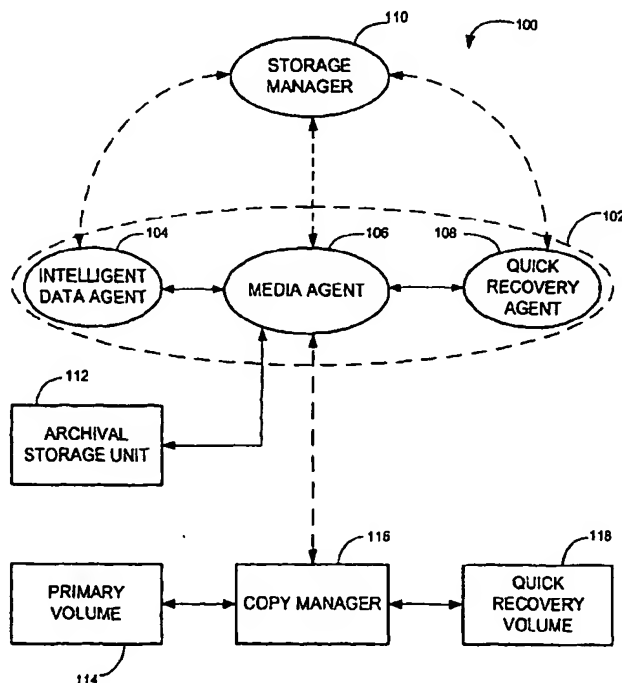 110
100
STORAGE
MANAGER
102
104
106
108
INTELLIGENT
DATA AGENT
MEDIA AGENT
QUICK
RECOVERY
AGENT
112
ARCHIVAL
STORAGE UNIT
116
118
PRIMARY
VOLUME
COPY MANAGER
QUICK
RECOVERY
VOLUME
114